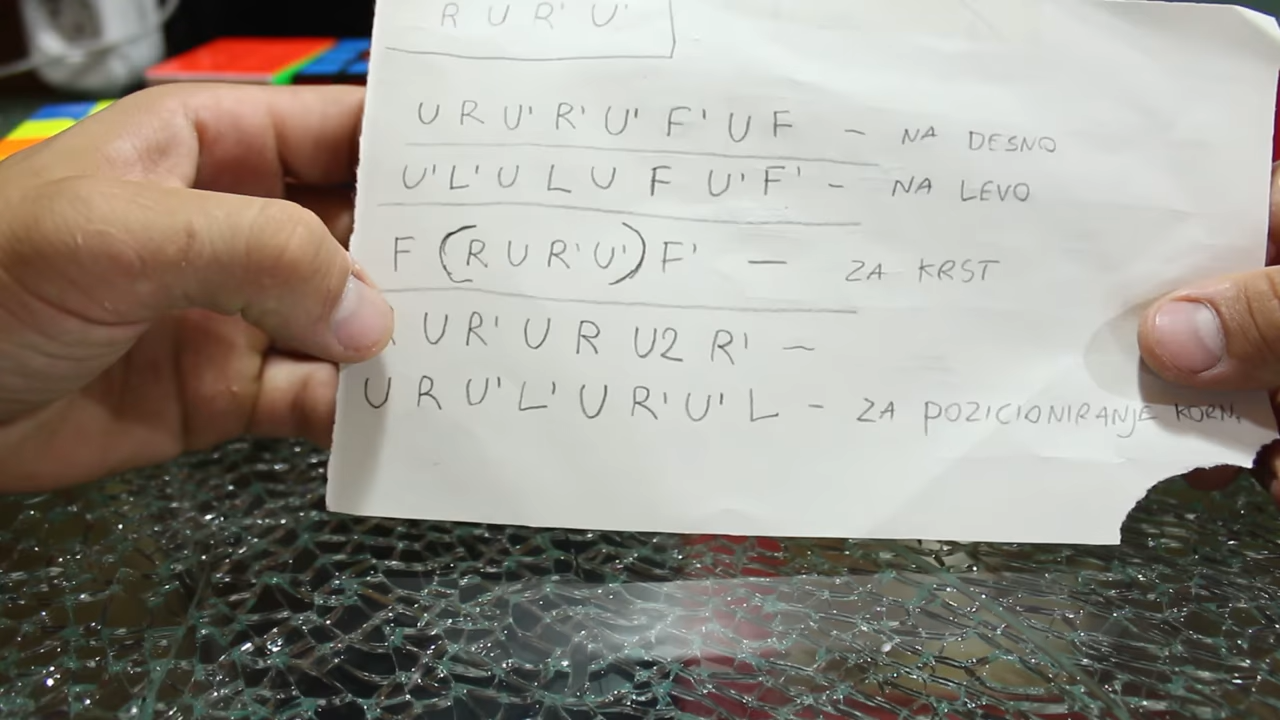 R U R' U'
U R U' R' U' F' U F - NA DESNO
U' L' U L U F U' F' - NA LEVO
F (R U R' U') F' - ZA KRST
U R' U R U2 R' -
U R U' L' U R' U' L - ZA POZICIONIRANJE KORN.